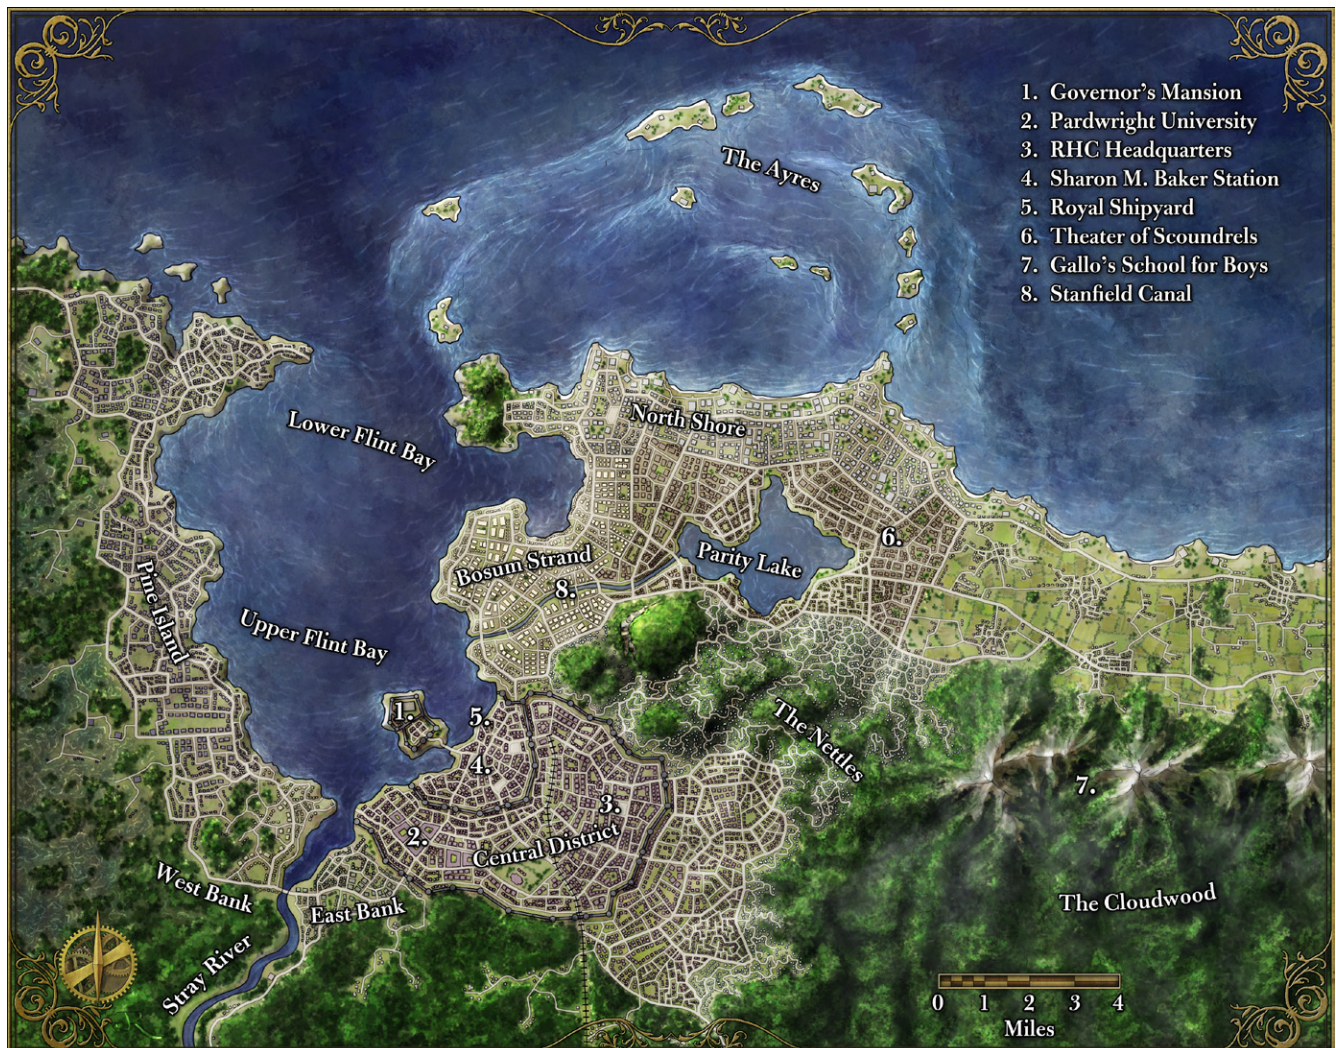 1. Governor's Mansion
2. Pardwright University
3. RHC Headquarters
4. Sharon M. Baker Station
5. Royal Shipyard
6. Theater of Scoundrels
7. Gallo's School for Boys
8. Stanfield Canal
The Ayres
Lower Flint Bay
North Shore
6.
Parity Lake
Bosum Strand
8.
Pine Island
Upper Flint Bay
1.
5.
The Nettles
4.
7.
3.
2.
Central District
West Bank
East Bank
The Cloudwood
Stray River
0 1 2 3 4
Miles